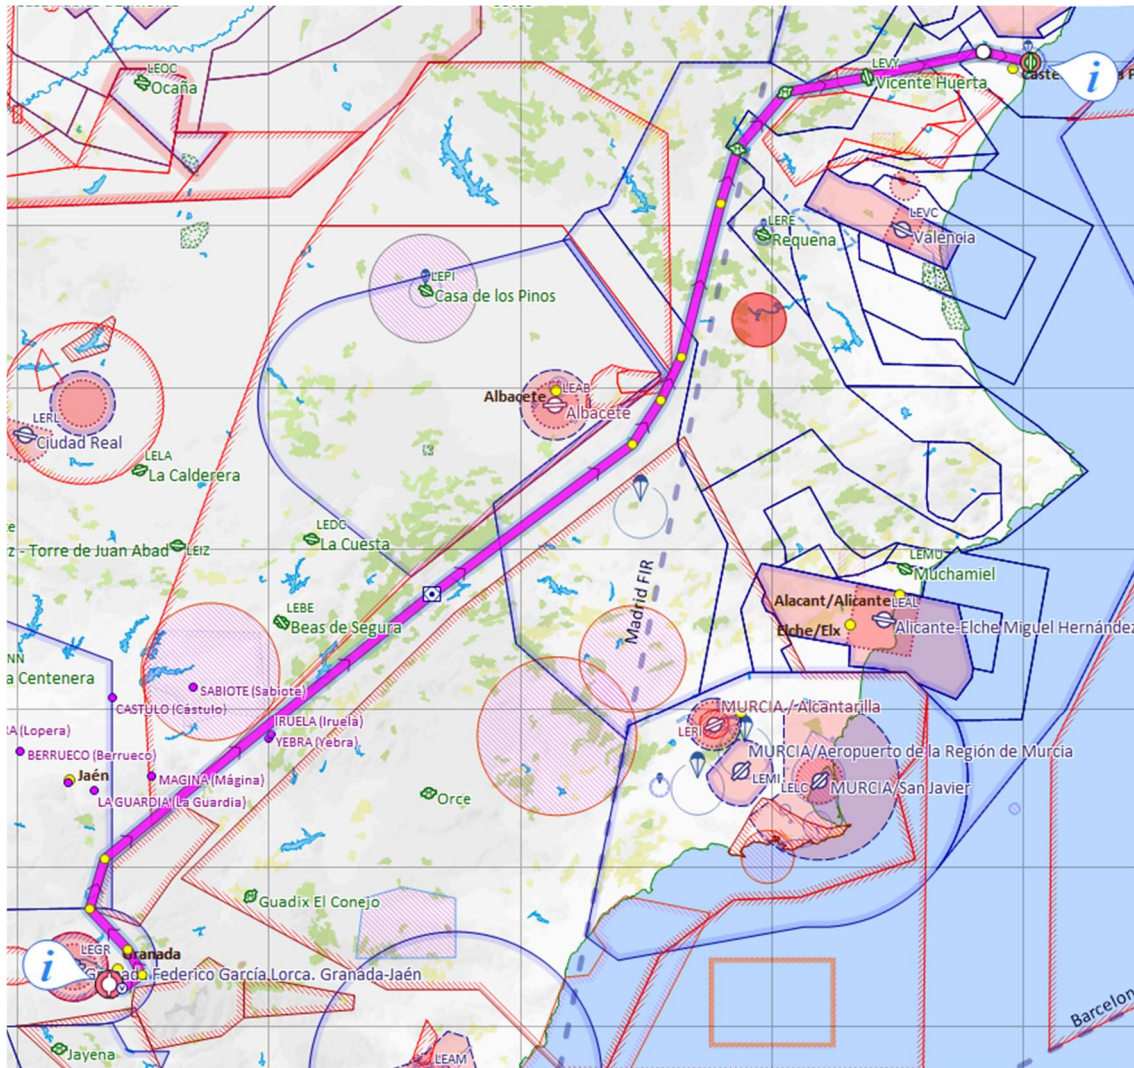 LEOC
Ocaña
LEVY
Vicente Huerta
i
LEVC
Valencia
LERE
Requena
LEPI
Casa de los Pinos
LEAB
Albacete
Albacete
Ciudad Real
LELA
La Calderera
LEDC
La Cuesta
z - Torre de Juan Abad
LEIZ
LEMU
Muchamiel
Madrid FIR
LEBE
Beas de Segura
Alacant/Alicante
LEAL
Elche/Elx
Alicante-Elche Miguel Hernández
NN
a Centenera
SABIOTE (Sabiote)
CASTULO (Cástulo)
RA (Lopera)
IRUELA (Iruela)
YEBRA (Yebra)
BERRUECO (Berrueco)
Jaén
MAGINA (Mágina)
LA GUARDIA (La Guardia)
MURCIA / Alcantarilla
LERI
MURCIA/Aeropuerto de la Región de Murcia
LEMI
LELC
MURCIA/San Javier
Orce
Guadix El Conejo
LEGR
Granada
i
Granada Federico García Lorca. Granada-Jaén
Barcelon
Jayena
LEAM